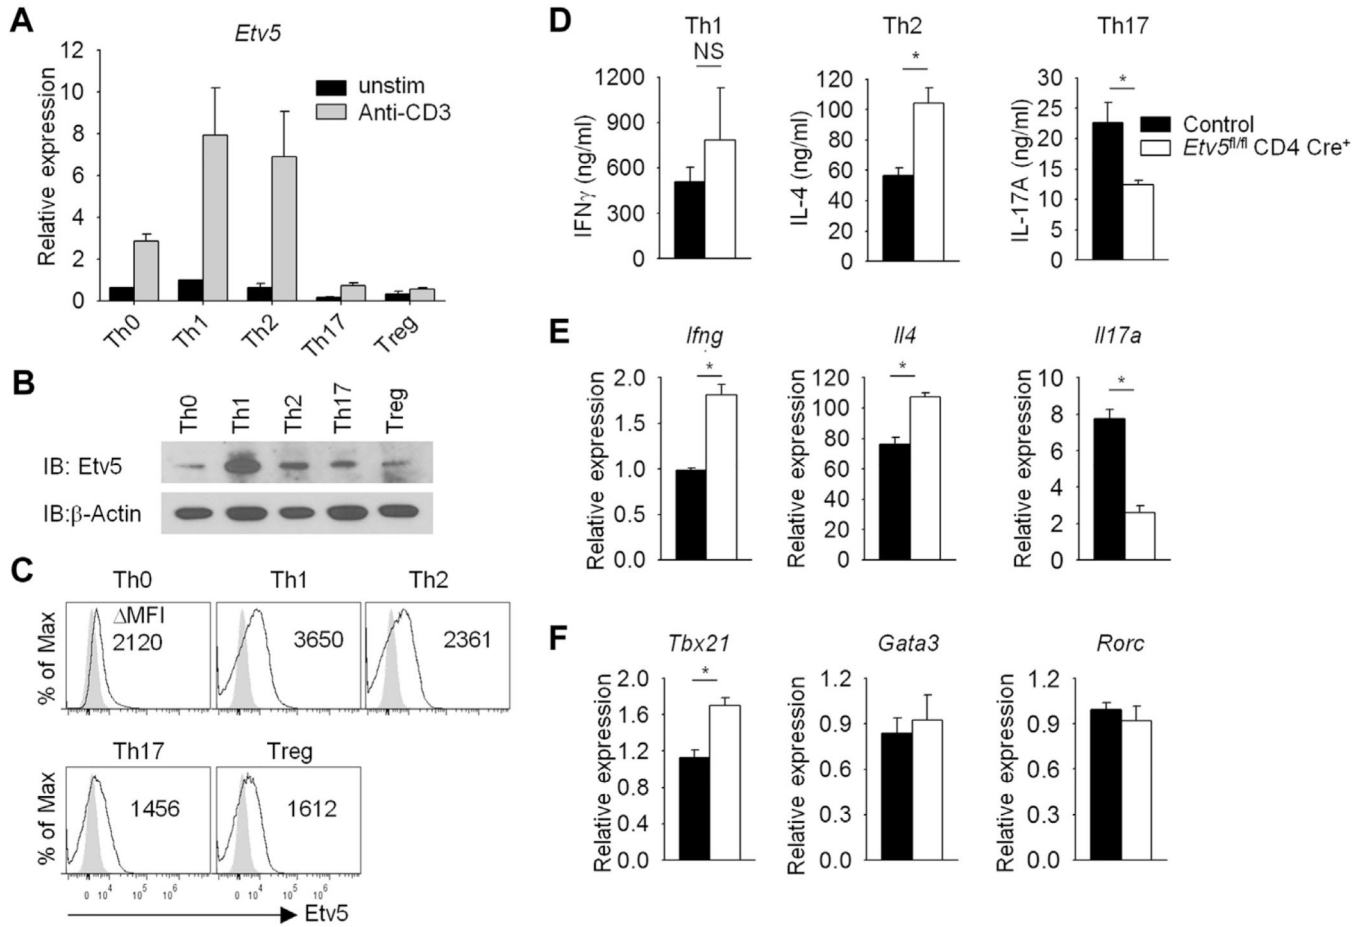 A
Etv5
12
10
8
6
4
2
0
Relative expression
unstim
Anti-CD3
Th0
Th1
Th2
Th17
Treg
B
Th0
Th1
Th2
Th17
Treg
IB: Etv5
IB:β-Actin
C
Th0
Th1
Th2
% of Max
ΔMFI
2120
3650
2361
Th17
Treg
% of Max
1456
1612
0 10⁴ 10⁵ 10⁶
0 10⁴ 10⁵ 10⁶
Etv5
D
Th1
Th2
Th17
NS
*
*
IFNγ (ng/ml)
1200
900
600
300
0
IL-4 (ng/ml)
120
100
80
60
40
20
0
IL-17A (ng/ml)
30
25
20
15
10
5
0
Control
Etv5fl/fl CD4 Cre+
E
Ifng
Il4
Il17a
*
*
*
Relative expression
2.0
1.5
1.0
0.5
0.0
Relative expression
120
100
80
60
40
20
0
Relative expression
10
8
6
4
2
0
F
Tbx21
Gata3
Rorc
*
Relative expression
2.0
1.6
1.2
0.8
0.4
0.0
Relative expression
1.2
0.9
0.6
0.3
0.0
Relative expression
1.2
0.9
0.6
0.3
0.0